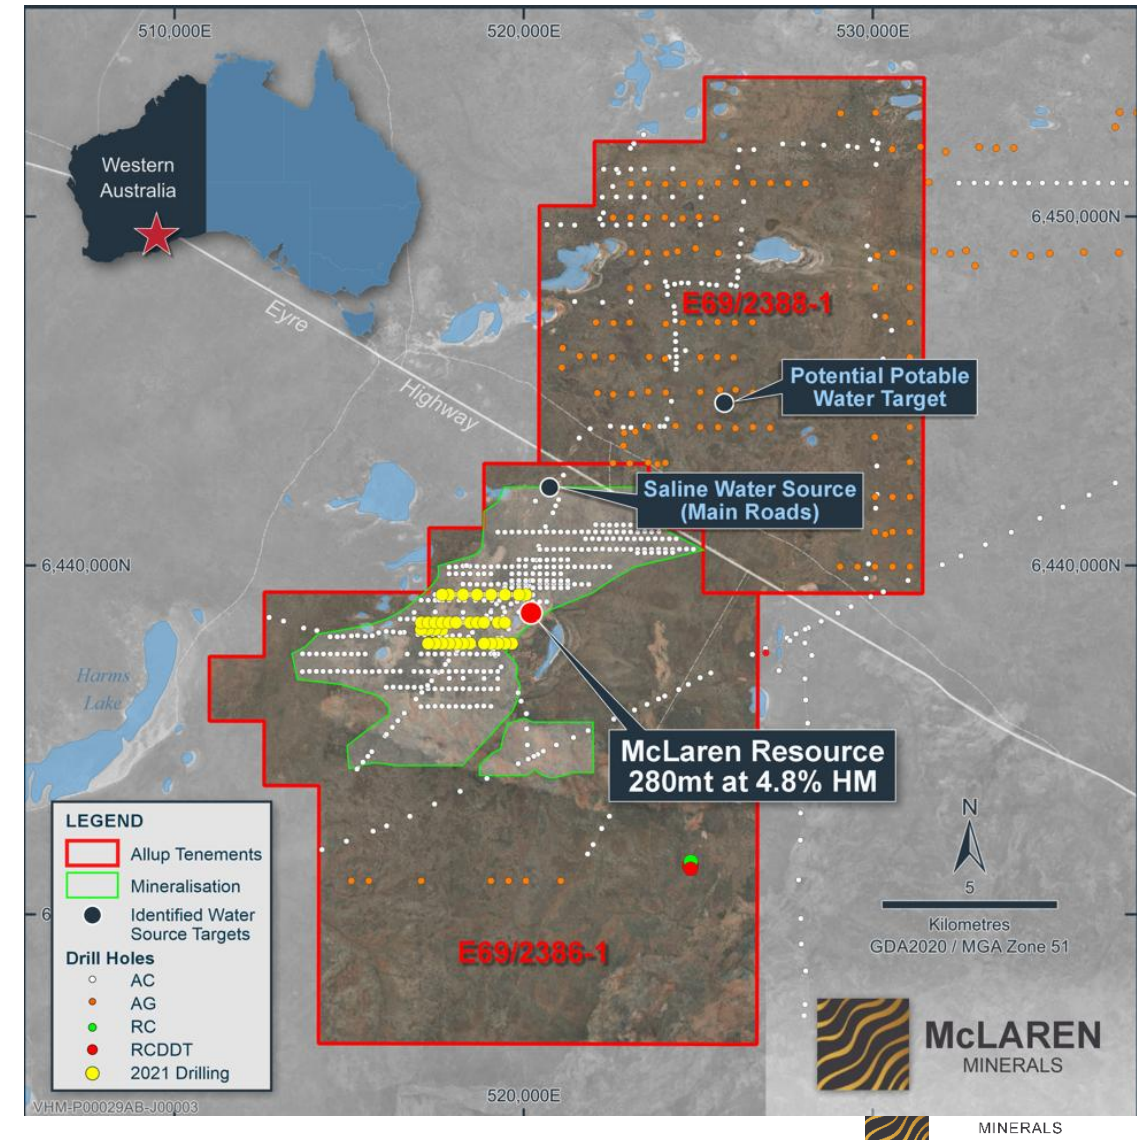 510,000E
520,000E
530,000E
Western
Australia
6,450,000N
Eyre
Highway
E69/2388-1
Potential Potable
Water Target
Saline Water Source
(Main Roads)
6,440,000N
Harms
Lake
McLaren Resource
280mt at 4.8% HM
LEGEND
Allup Tenements
Mineralisation
Identified Water
Source Targets
Drill Holes
AC
AG
RC
RCDDT
2021 Drilling
6
E69/2386-1
N
5
Kilometres
GDA2020 / MGA Zone 51
McLAREN
MINERALS
520,000E
VHM-P00029AB-J00003
MINERALS